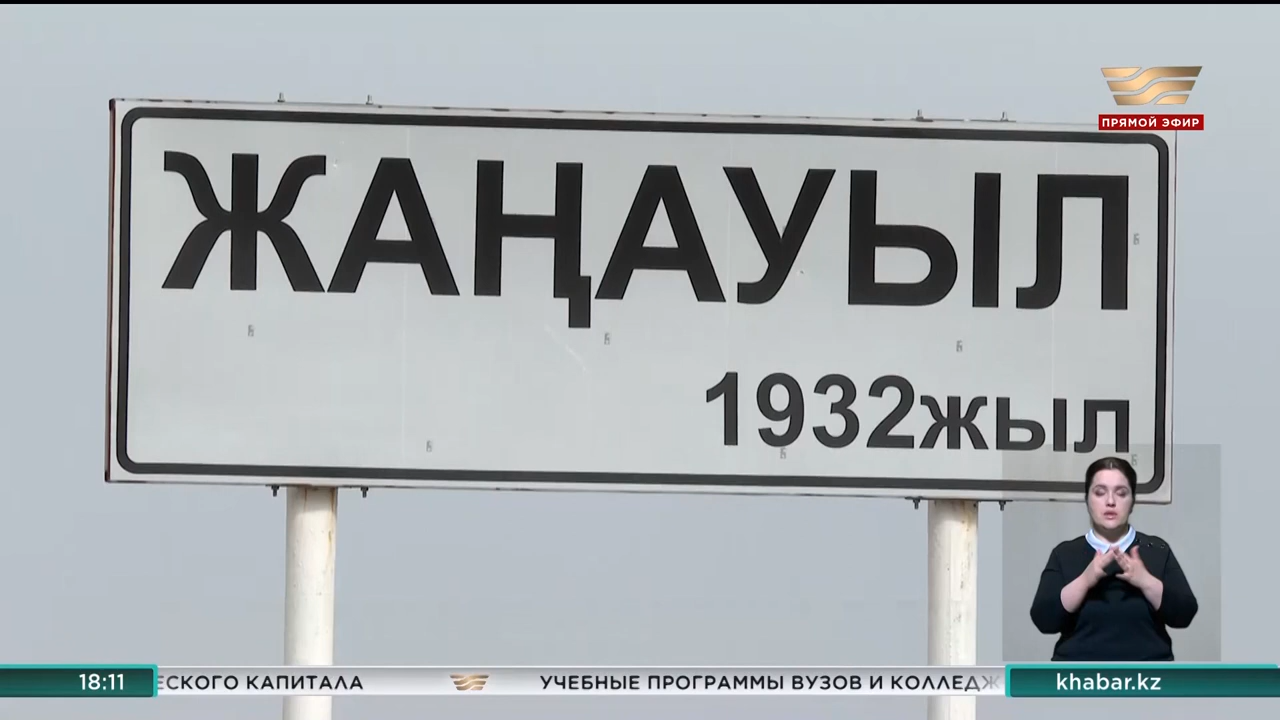 ПРЯМОЙ ЭФИР
ЖАҢАУЫЛ
1932жыл
18:11
ЕСКОГО КАПИТАЛА УЧЕБНЫЕ ПРОГРАММЫ ВУЗОВ И КОЛЛЕДЖ
khabar.kz